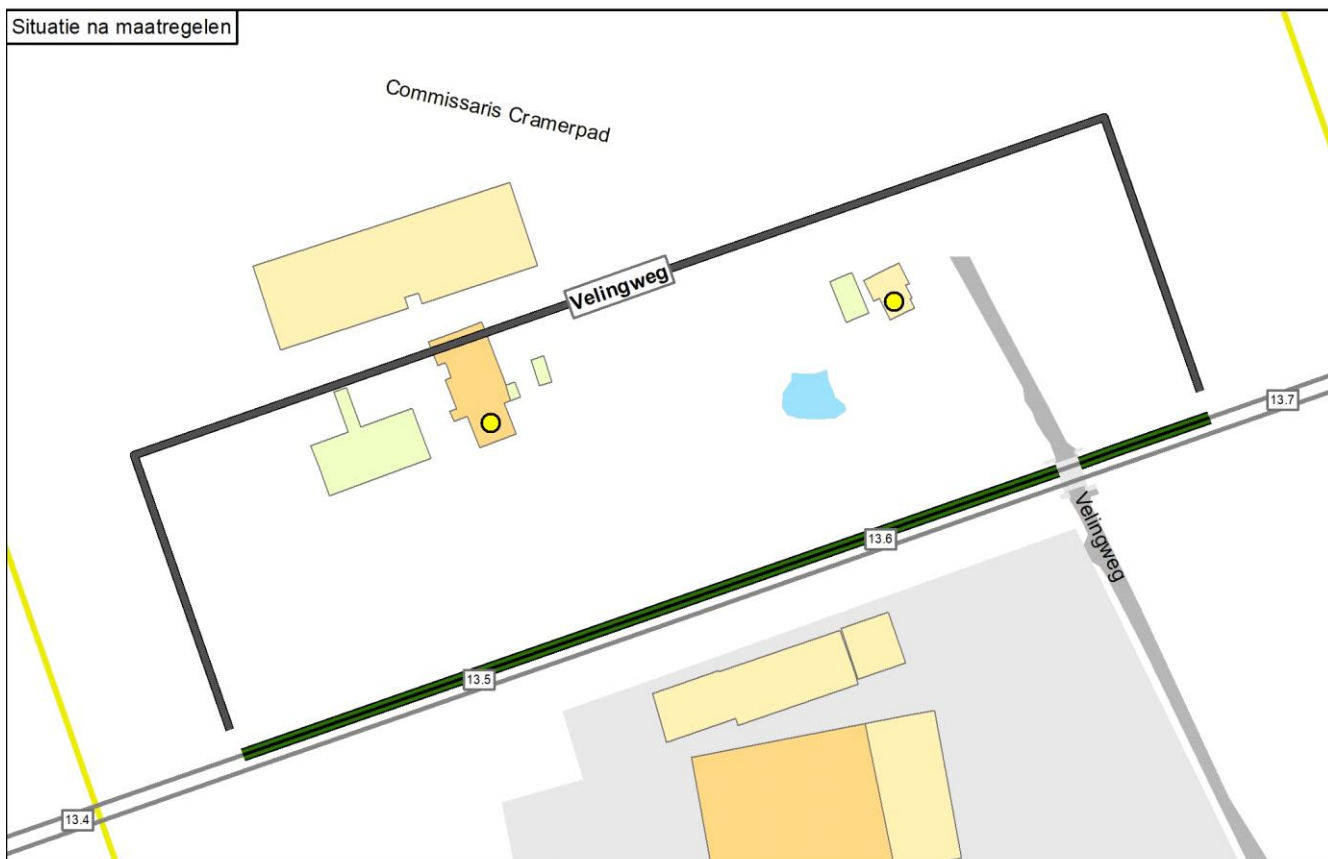 Situatie na maatregelen
Commissaris Cramerpad
Velingweg
13.7
13.6
Velingweg
13.5
13.4